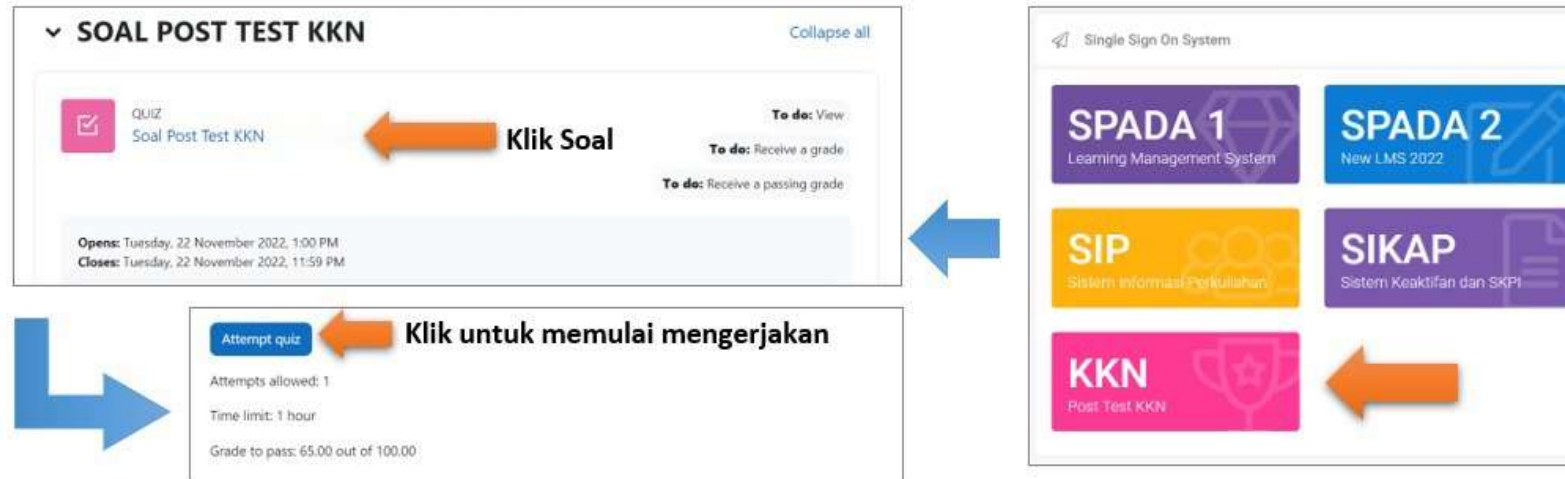 SOAL POST TEST KKN
Collapse all
QUIZ
Soal Post Test KKN
Klik Soal
To do: View
To do: Receive a grade
To do: Receive a passing grade
Opens: Tuesday, 22 November 2022, 1:00 PM
Closes: Tuesday, 22 November 2022, 11:59 PM
Attempt quiz
Klik untuk memulai mengerjakan
Attempts allowed: 1
Time limit: 1 hour
Grade to pass: 65.00 out of 100.00
Single Sign On System
SPADA 1
Learning Management System
SPADA 2
New LMS 2022
SIP
Sistem Informasi Perkuliahan
SIKAP
Sistem Keaktifan dan SKPI
KKN
Post Test KKN